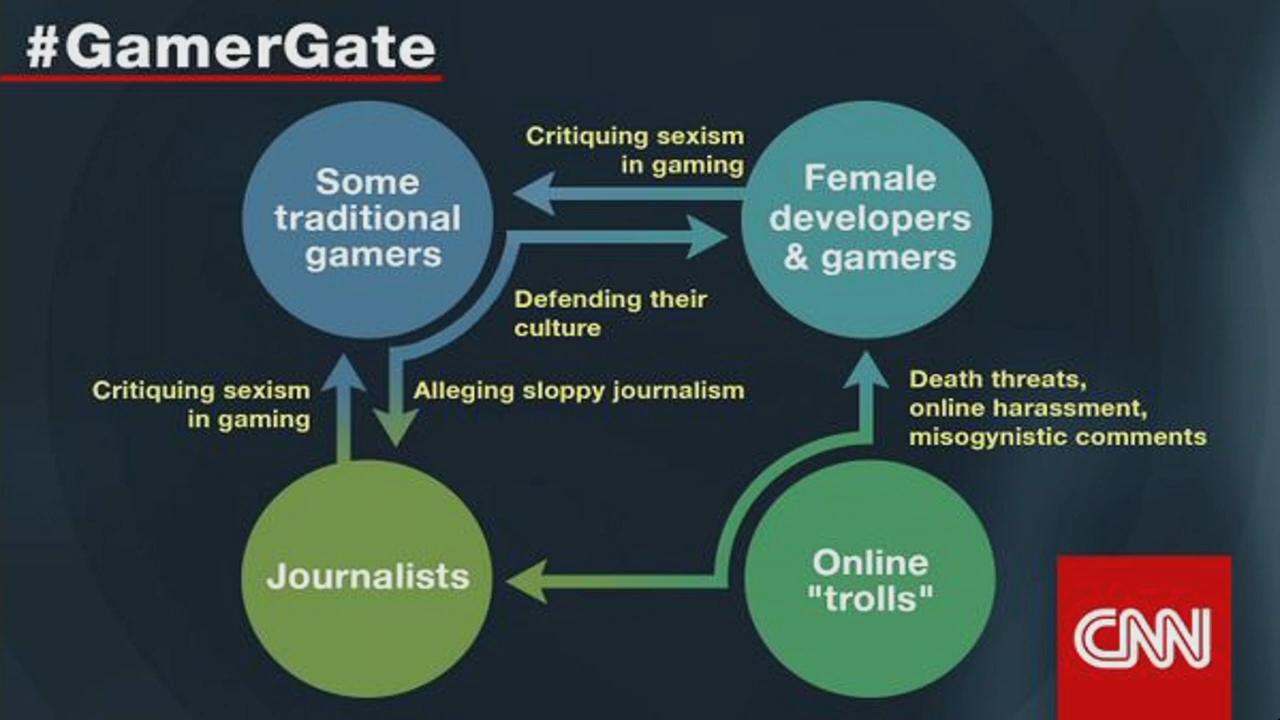 #GamerGate
Some
traditional
gamers
Critiquing sexism
in gaming
Female
developers
& gamers
Defending their
culture
Critiquing sexism
in gaming
Alleging sloppy journalism
Death threats,
online harassment,
misogynistic comments
Journalists
Online
"trolls"
CNN